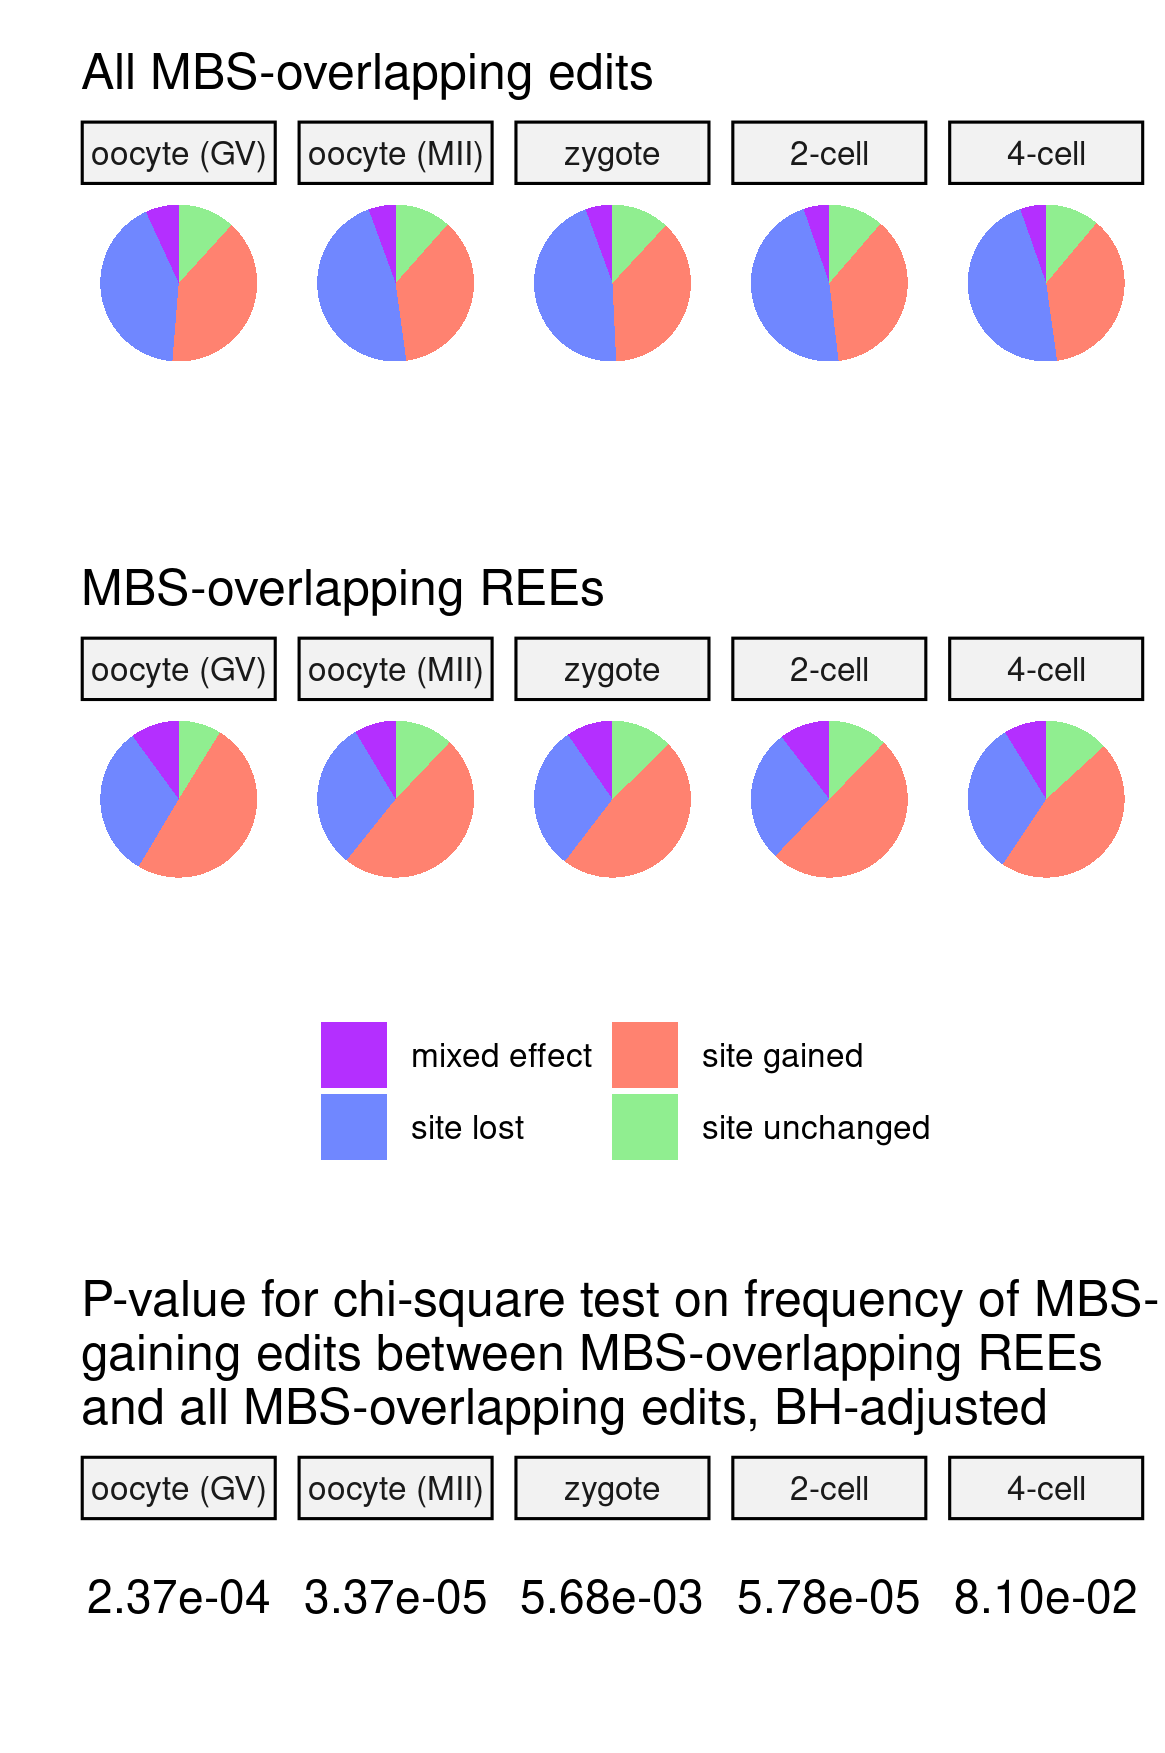 All MBS-overlapping edits
oocyte (GV) oocyte (MII) zygote 2-cell 4-cell
MBS-overlapping REEs
oocyte (GV) oocyte (MII) zygote 2-cell 4-cell
mixed effect site gained
site lost site unchanged
P-value for chi-square test on frequency of MBS-
gaining edits between MBS-overlapping REEs
and all MBS-overlapping edits, BH-adjusted
oocyte (GV) oocyte (MII) zygote 2-cell 4-cell
2.37e-04 3.37e-05 5.68e-03 5.78e-05 8.10e-02